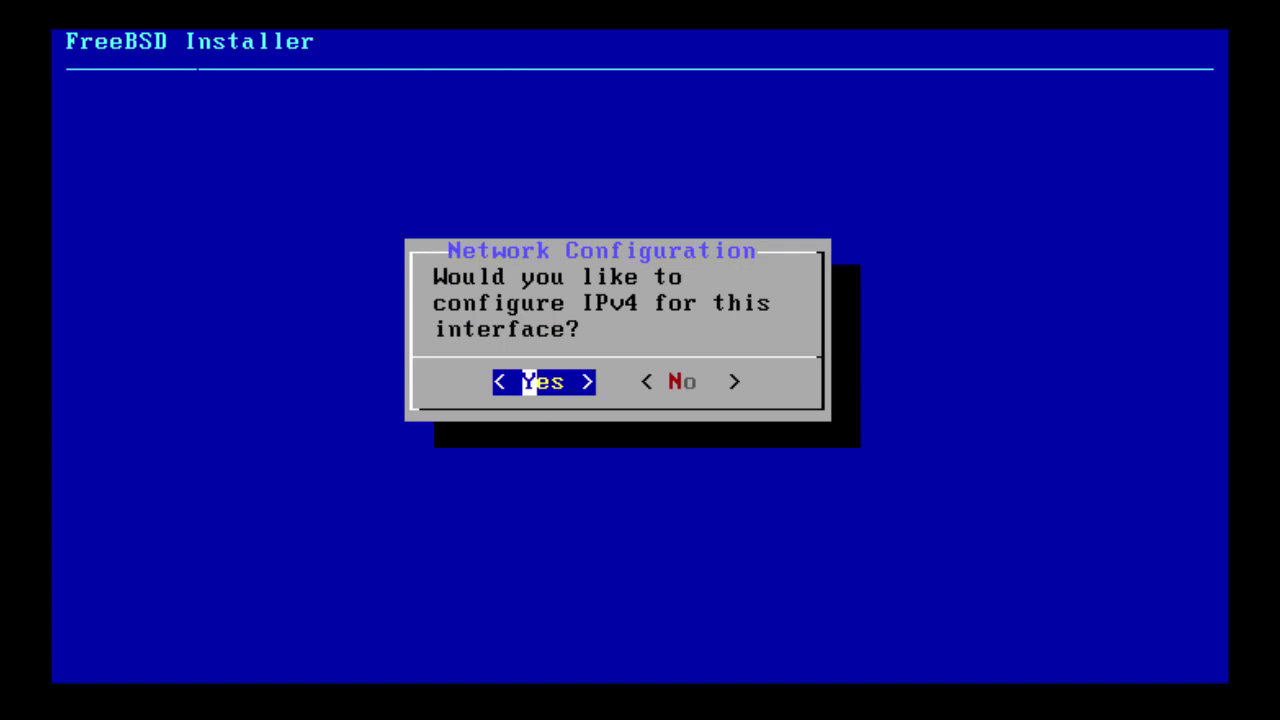 FreeBSD Installer
Network Configuration
Would you like to
configure IPv4 for this
interface?
< Yes > < No >